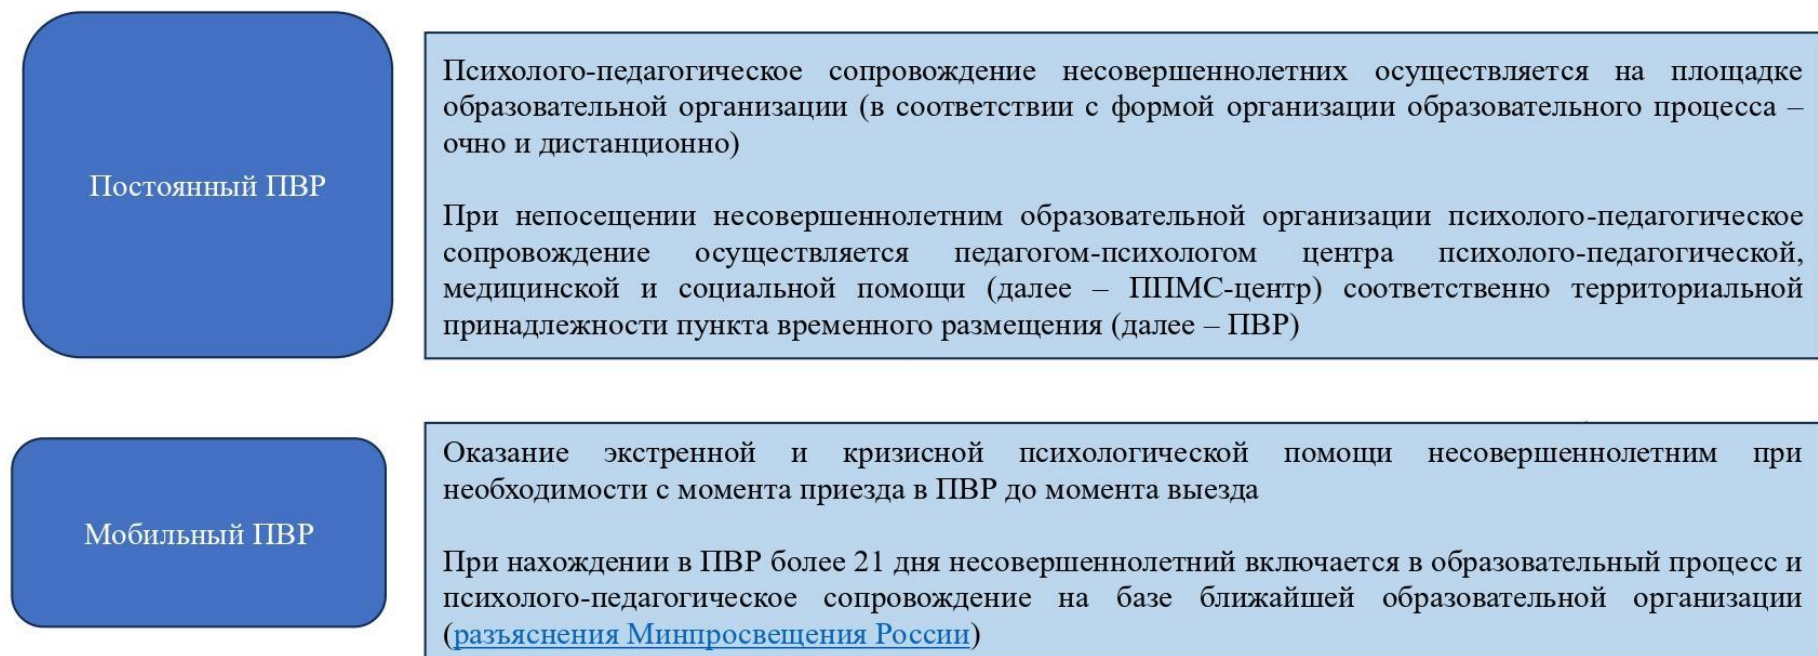 Постоянный ПВР
Психолого-педагогическое сопровождение несовершеннолетних осуществляется на площадке
образовательной организации (в соответствии с формой организации образовательного процесса –
очно и дистанционно)
При непосещении несовершеннолетним образовательной организации психолого-педагогическое
сопровождение осуществляется педагогом-психологом центра психолого-педагогической,
медицинской и социальной помощи (далее – ППМС-центр) соответственно территориальной
принадлежности пункта временного размещения (далее – ПВР)
Мобильный ПВР
Оказание экстренной и кризисной психологической помощи несовершеннолетним при
необходимости с момента приезда в ПВР до момента выезда
При нахождении в ПВР более 21 дня несовершеннолетний включается в образовательный процесс и
психолого-педагогическое сопровождение на базе ближайшей образовательной организации
(разъяснения Минпросвещения России)